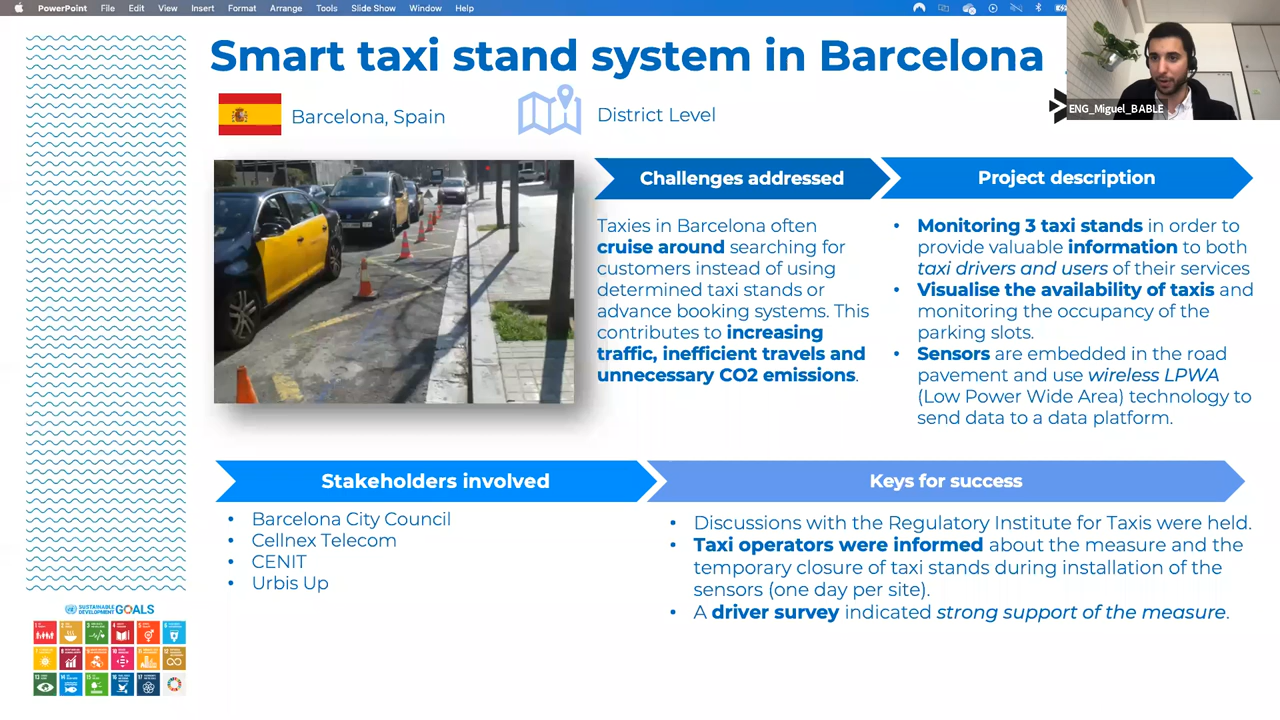 PowerPoint File Edit View Insert Format Arrange Tools Slide Show Window Help
Smart taxi stand system in Barcelona
ENG_Miguel_BABLE
Barcelona, Spain
District Level
Challenges addressed
Taxies in Barcelona often
cruise around searching for
customers instead of using
determined taxi stands or
advance booking systems. This
contributes to increasing
traffic, inefficient travels and
unnecessary CO2 emissions.
Project description
• Monitoring 3 taxi stands in order to
provide valuable information to both
taxi drivers and users of their services
• Visualise the availability of taxis and
monitoring the occupancy of the
parking slots.
• Sensors are embedded in the road
pavement and use wireless LPWA
(Low Power Wide Area) technology to
send data to a data platform.
Stakeholders involved
• Barcelona City Council
• Cellnex Telecom
• CENIT
• Urbis Up
Keys for success
• Discussions with the Regulatory Institute for Taxis were held.
• Taxi operators were informed about the measure and the
temporary closure of taxi stands during installation of the
sensors (one day per site).
• A driver survey indicated strong support of the measure.
SUSTAINABLE DEVELOPMENT GOALS